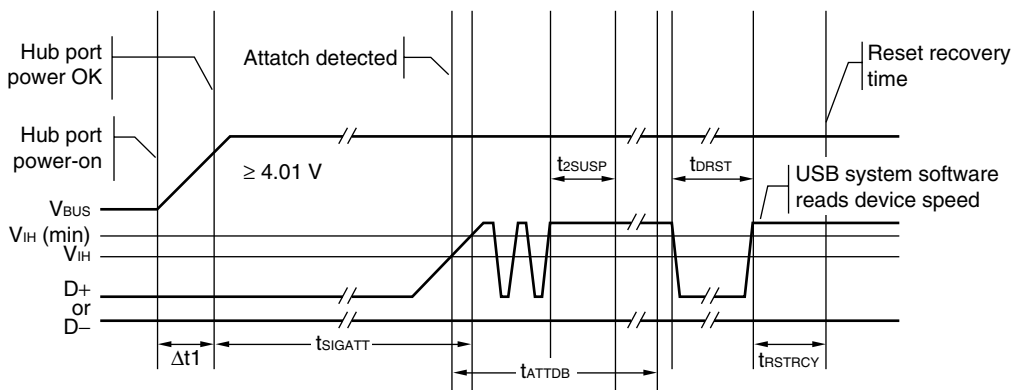 Hub port
power OK
Attatch detected
Reset recovery
time
Hub port
power-on
≥ 4.01 V
t2SUSP
tDRST
USB system software
reads device speed
VBUS
VIH (min)
VIH
D+
or
D−
Δt1
tSIGATT
tATTDB
tRSTRCY